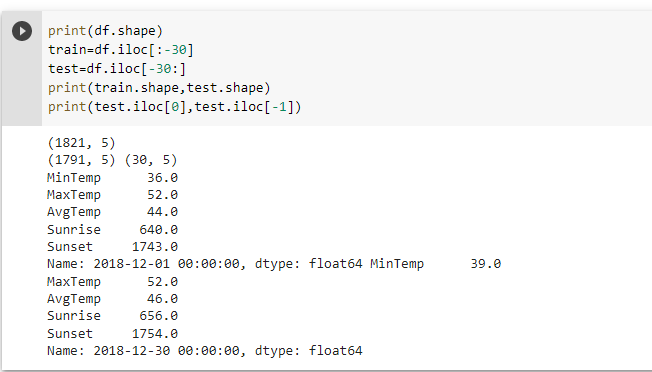 print(df.shape)
train=df.iloc[:-30]
test=df.iloc[-30:]
print(train.shape,test.shape)
print(test.iloc[0],test.iloc[-1])
(1821, 5)
(1791, 5) (30, 5)
MinTemp      36.0
MaxTemp      52.0
AvgTemp      44.0
Sunrise     640.0
Sunset     1743.0
Name: 2018-12-01 00:00:00, dtype: float64 MinTemp      39.0
MaxTemp      52.0
AvgTemp      46.0
Sunrise     656.0
Sunset     1754.0
Name: 2018-12-30 00:00:00, dtype: float64